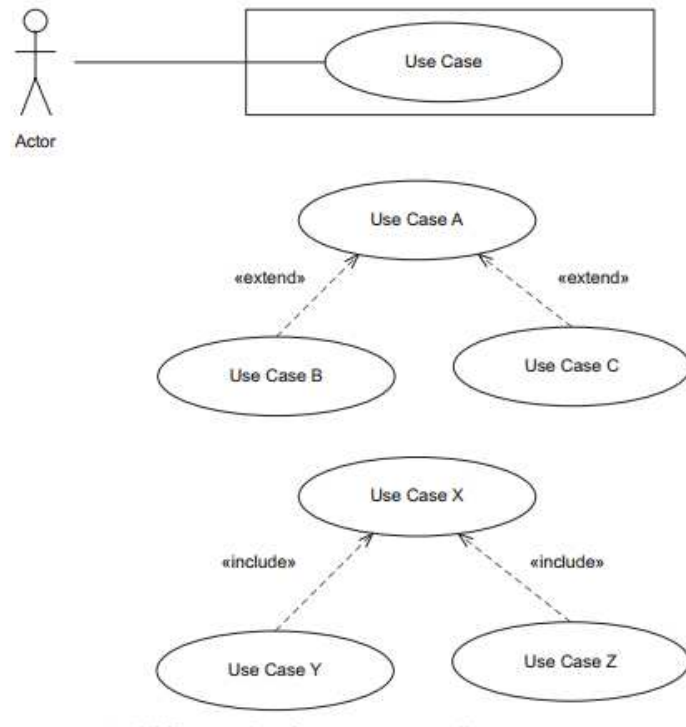 Use Case
Actor
Use Case A
«extend»
«extend»
Use Case B
Use Case C
Use Case X
«include»
«include»
Use Case Y
Use Case Z